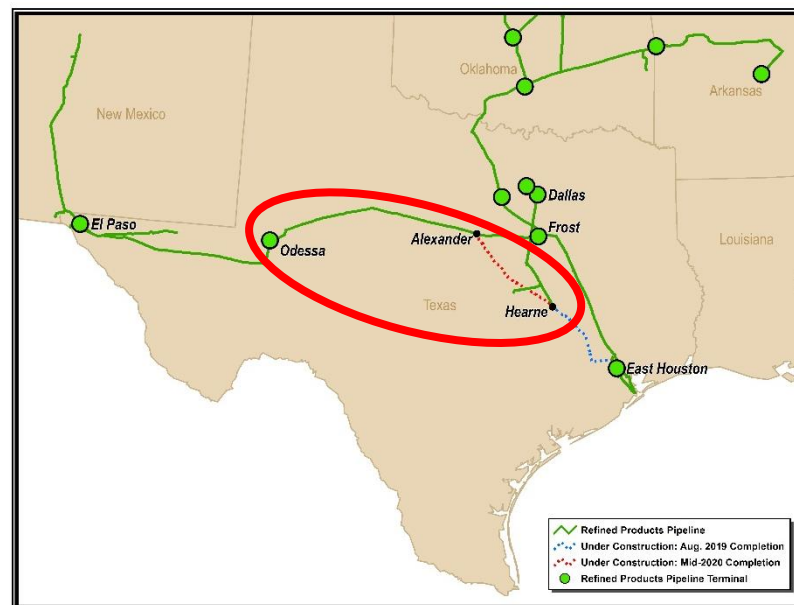 Oklahoma
Arkansas
New Mexico
Dallas
El Paso
Frost
Alexander
Odessa
Louisiana
Texas
Hearne
East Houston
Refined Products Pipeline
Under Construction: Aug. 2019 Completion
Under Construction: Mid-2020 Completion
Refined Products Pipeline Terminal